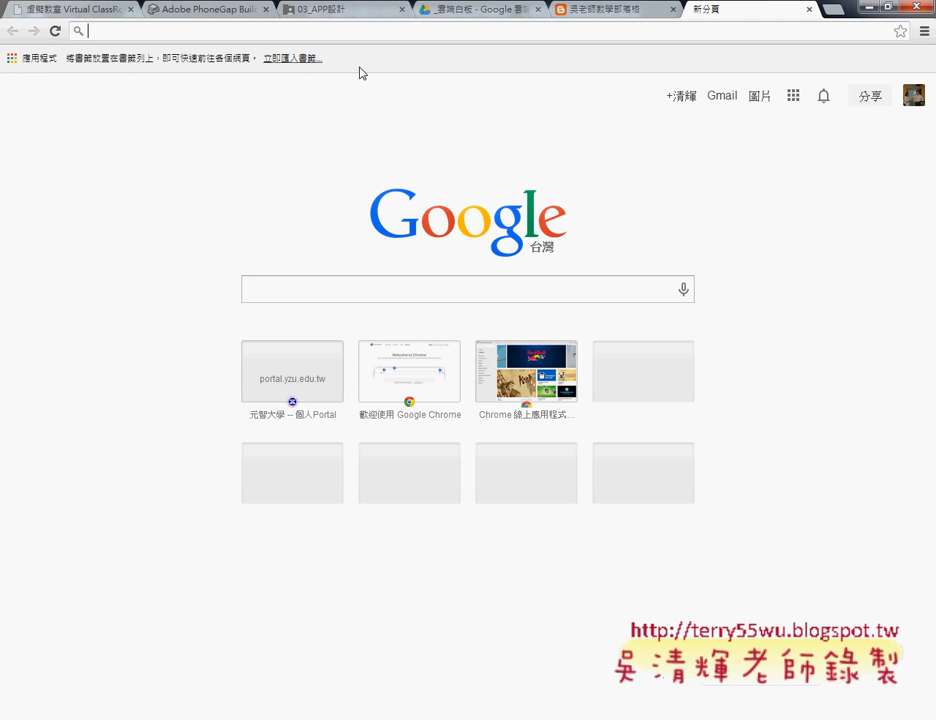 虛擬教室 Virtual ClassRo
Adobe PhoneGap Build
03_APP設計
_雲端白板 - Google 雲端
吳老師教學部落格
新分頁
應用程式
將書籤放置在書籤列上，即可快速前往各個網頁。
立即匯入書籤...
+清輝
Gmail
圖片
分享
Google
台灣
portal.yzu.edu.tw
元智大學 -- 個人Portal
歡迎使用 Google Chrome
Chrome 線上應用程式...
http://terry55wu.blogspot.tw
吳清輝老師錄製